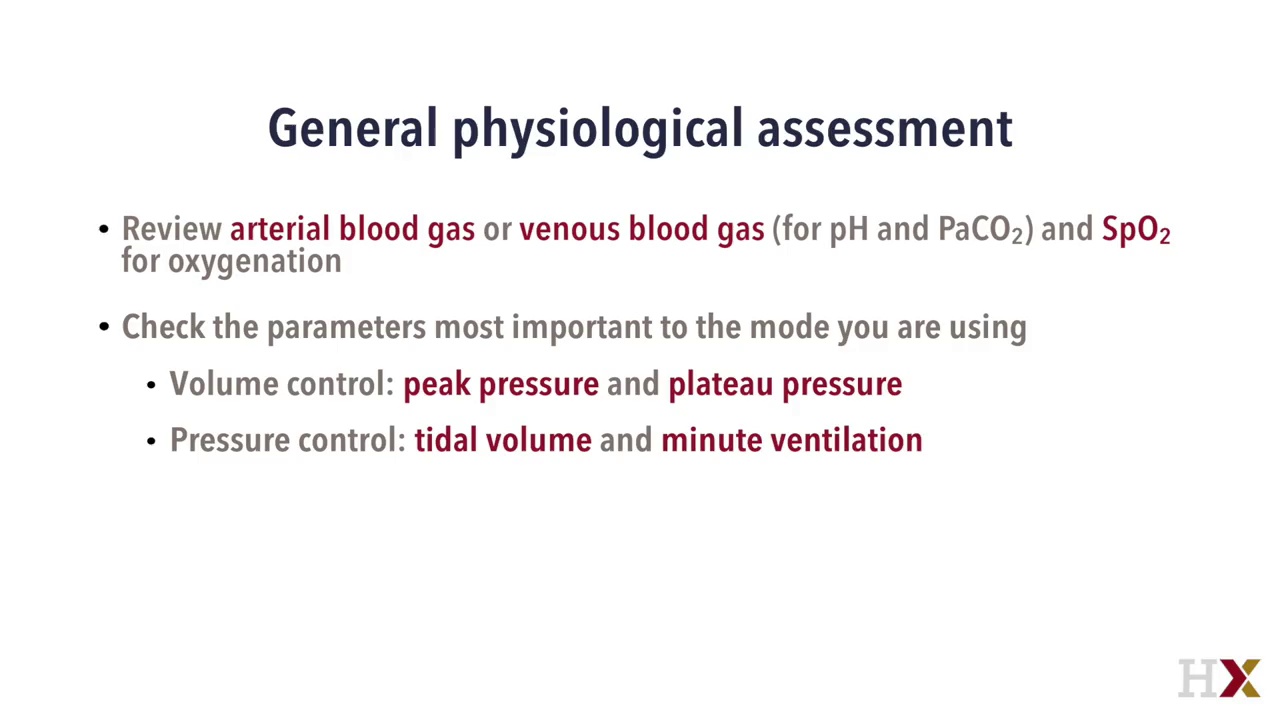 General physiological assessment
• Review arterial blood gas or venous blood gas (for pH and PaCO₂) and SpO₂
for oxygenation
• Check the parameters most important to the mode you are using
• Volume control: peak pressure and plateau pressure
• Pressure control: tidal volume and minute ventilation
HX